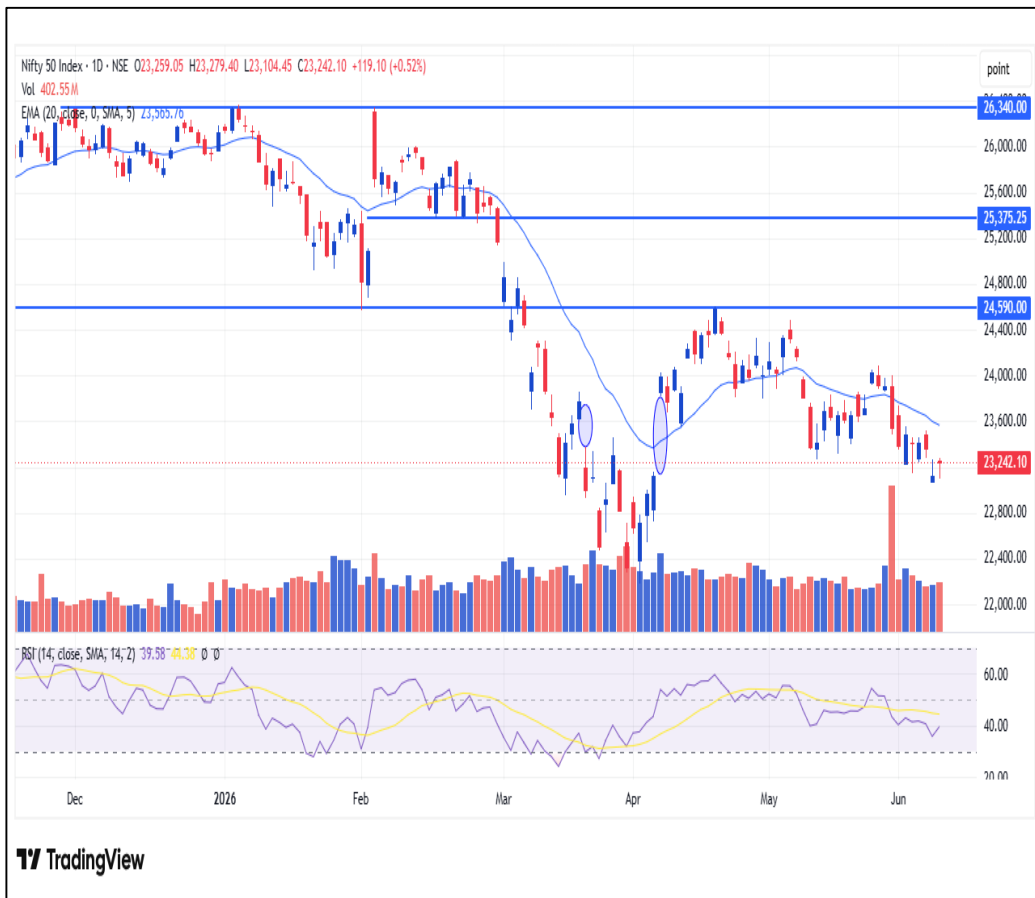 Nifty 50 Index · 1D · NSE O23,259.05 H23,279.40 L23,104.45 C23,242.10 +119.10 (+0.52%)
point
Vol 402.55M
EMA (20, close, 0, SMA, 5) 23,565.76
26,340.00
26,000.00
25,600.00
25,375.25
25,200.00
24,800.00
24,590.00
24,400.00
24,000.00
23,600.00
23,242.10
22,800.00
22,400.00
22,000.00
RSI (14, close, SMA, 14, 2) 39.58 44.38 Ø Ø
60.00
40.00
20.00
Dec 2026 Feb Mar Apr May Jun
TradingView